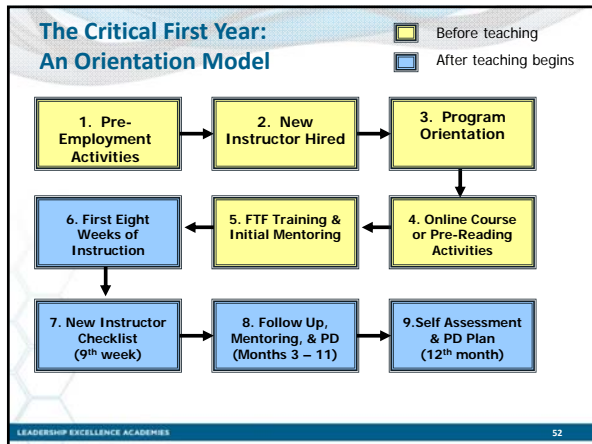 The Critical First Year:
An Orientation Model
Before teaching
After teaching begins
1. Pre-
Employment
Activities
2. New
Instructor Hired
3. Program
Orientation
6. First Eight
Weeks of
Instruction
5. FTF Training &
Initial Mentoring
4. Online Course
or Pre-Reading
Activities
7. New Instructor
Checklist
(9th week)
8. Follow Up,
Mentoring, & PD
(Months 3 – 11)
9.Self Assessment
& PD Plan
(12th month)
LEADERSHIP EXCELLENCE ACADEMIES
52